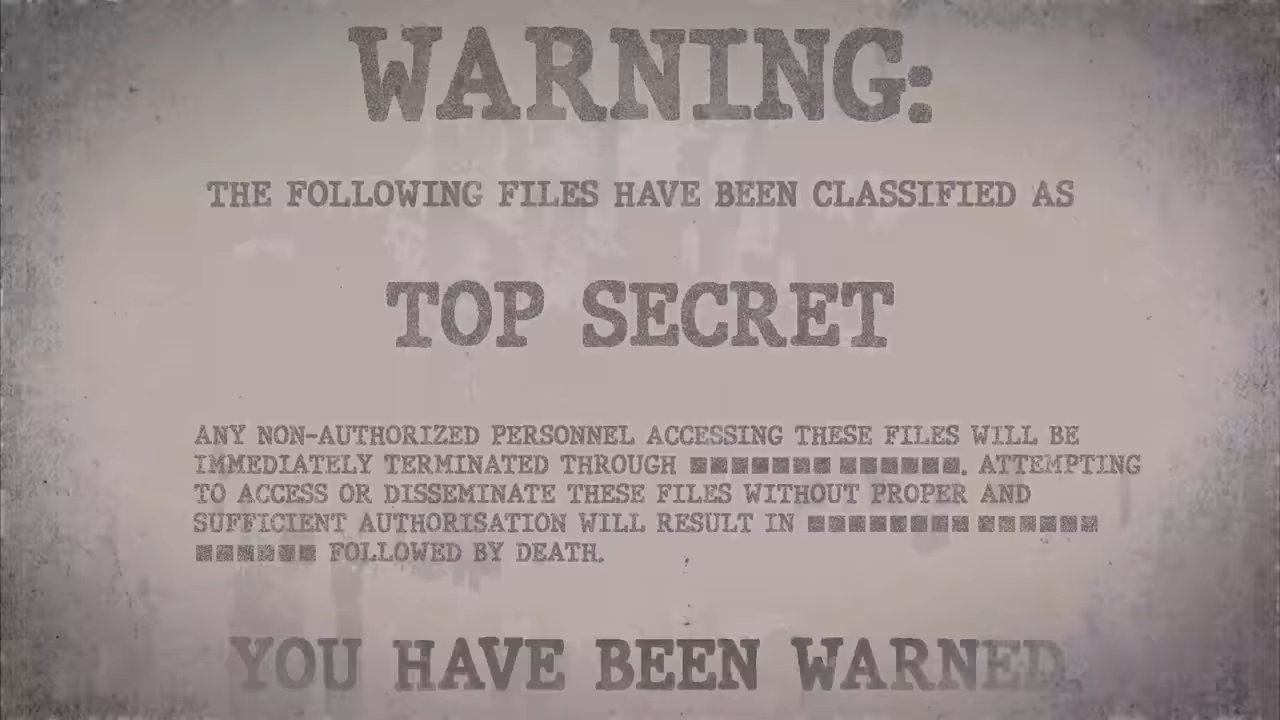 WARNING:
THE FOLLOWING FILES HAVE BEEN CLASSIFIED AS
TOP SECRET
ANY NON-AUTHORIZED PERSONNEL ACCESSING THESE FILES WILL BE
IMMEDIATELY TERMINATED THROUGH ■■■■■■■ ■■■■■■. ATTEMPTING
TO ACCESS OR DISSEMINATE THESE FILES WITHOUT PROPER AND
SUFFICIENT AUTHORISATION WILL RESULT IN ■■■■■■■■ ■■■■■■
■■■■■■ FOLLOWED BY DEATH.
YOU HAVE BEEN WARNED